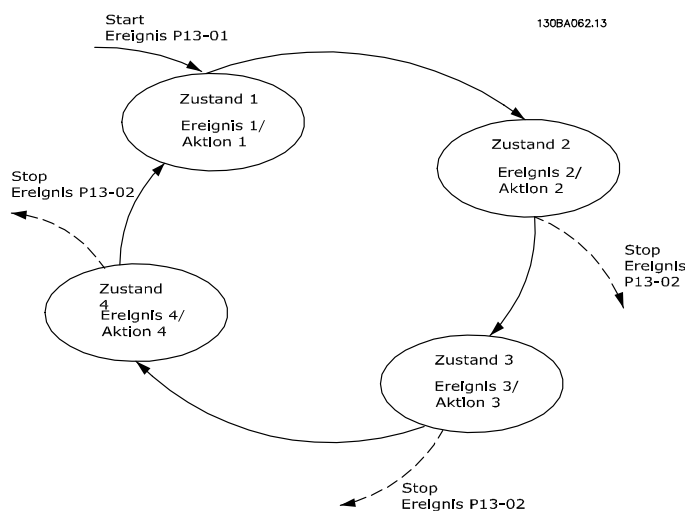 Start
Ereignis P13-01
130BA062.13
Zustand 1
Ereignis 1/
Aktion 1
Zustand 2
Ereignis 2/
Aktion 2
Stop
Ereignis P13-02
Stop
Ereignis
P13-02
Zustand
4
Ereignis 4/
Aktion 4
Zustand 3
Ereignis 3/
Aktion 3
Stop
Ereignis P13-02